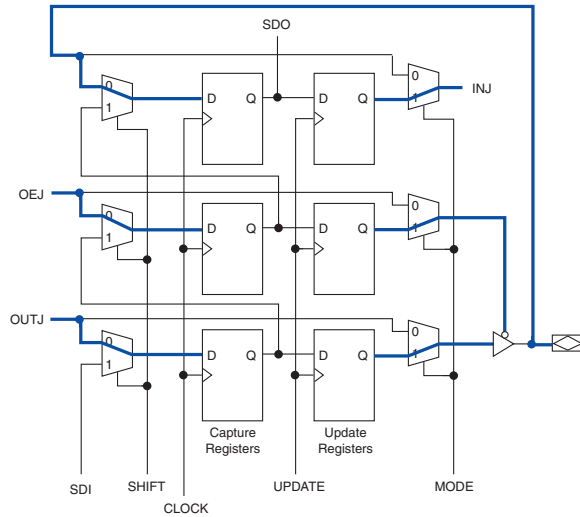 SDO
0
1
D Q
D Q
0
1
INJ
OEJ
0
1
D Q
D Q
0
1
OUTJ
0
1
D Q
D Q
0
1
Capture
Registers
Update
Registers
SDI
SHIFT
CLOCK
UPDATE
MODE